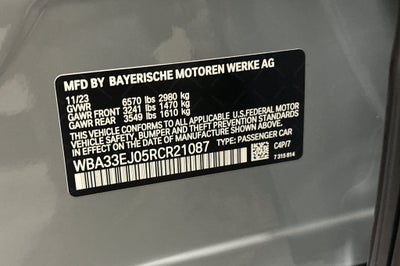 MFD BY BAYERISCHE MOTOREN WERKE AG
11/23
GVWR 6570 lbs 2980 kg
GAWR FRONT 3241 lbs 1470 kg
GAWR REAR 3549 lbs 1610 kg
THIS VEHICLE CONFORMS TO ALL APPLICABLE U.S.FEDERAL MOTOR
VEHICLE SAFETY, BUMPER, AND THEFT PREVENTION STANDARDS
IN EFFECT ON THE DATE OF MANUFACTURE SHOWN ABOVE.
WBA33EJ05RCR21087 TYPE: PASSENGER CAR
C4P/7
7 315 814